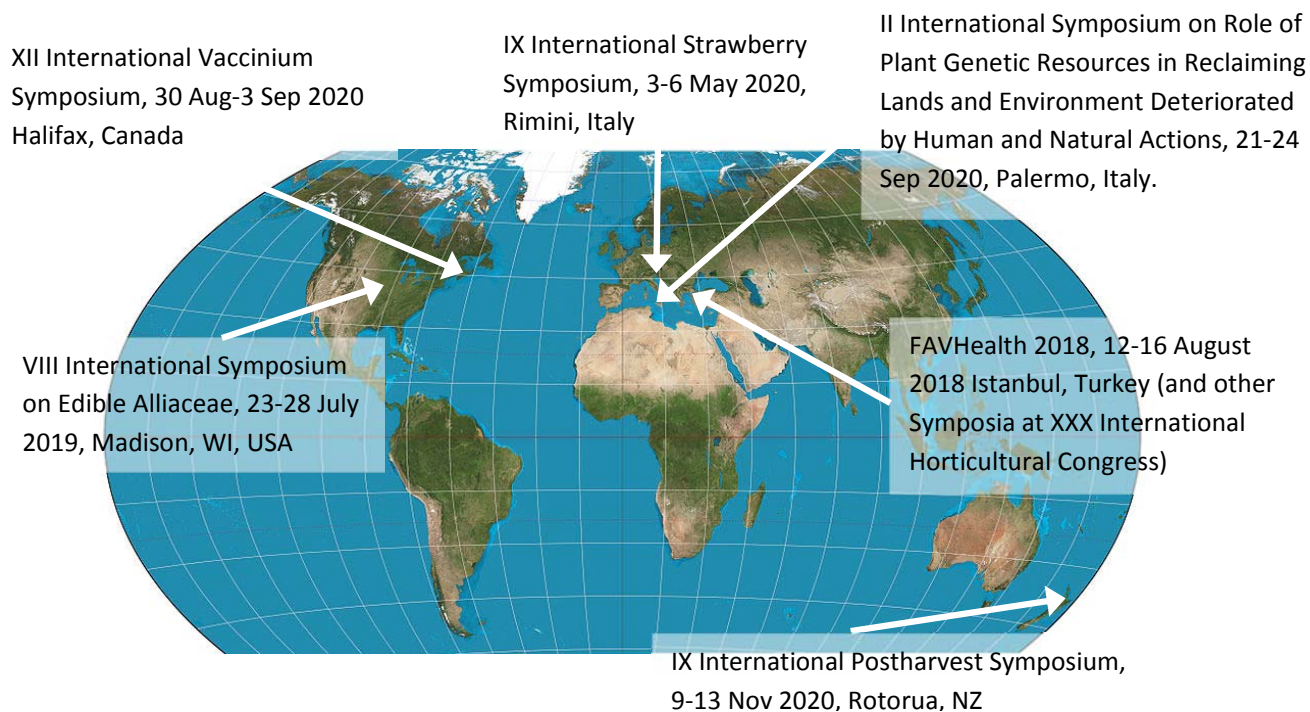 XII International Vaccinium
Symposium, 30 Aug-3 Sep 2020
Halifax, Canada
IX International Strawberry
Symposium, 3-6 May 2020,
Rimini, Italy
II International Symposium on Role of
Plant Genetic Resources in Reclaiming
Lands and Environment Deteriorated
by Human and Natural Actions, 21-24
Sep 2020, Palermo, Italy.
VIII International Symposium
on Edible Alliaceae, 23-28 July
2019, Madison, WI, USA
FAVHealth 2018, 12-16 August
2018 Istanbul, Turkey (and other
Symposia at XXX International
Horticultural Congress)
IX International Postharvest Symposium,
9-13 Nov 2020, Rotorua, NZ